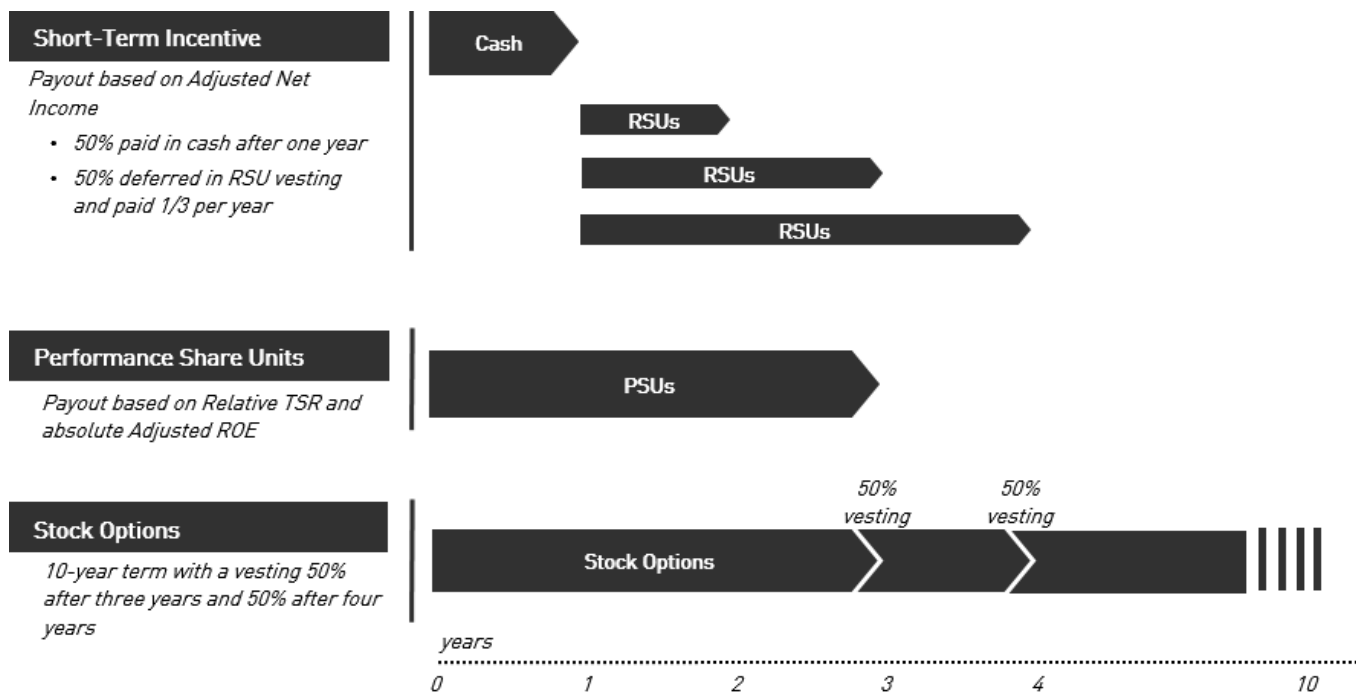 Short-Term Incentive
Payout based on Adjusted Net
Income
• 50% paid in cash after one year
• 50% deferred in RSU vesting
and paid 1/3 per year
Cash
RSUs
RSUs
RSUs
Performance Share Units
Payout based on Relative TSR and
absolute Adjusted ROE
PSUs
Stock Options
10-year term with a vesting 50%
after three years and 50% after four
years
50%
vesting
50%
vesting
Stock Options
years
0 1 2 3 4 10